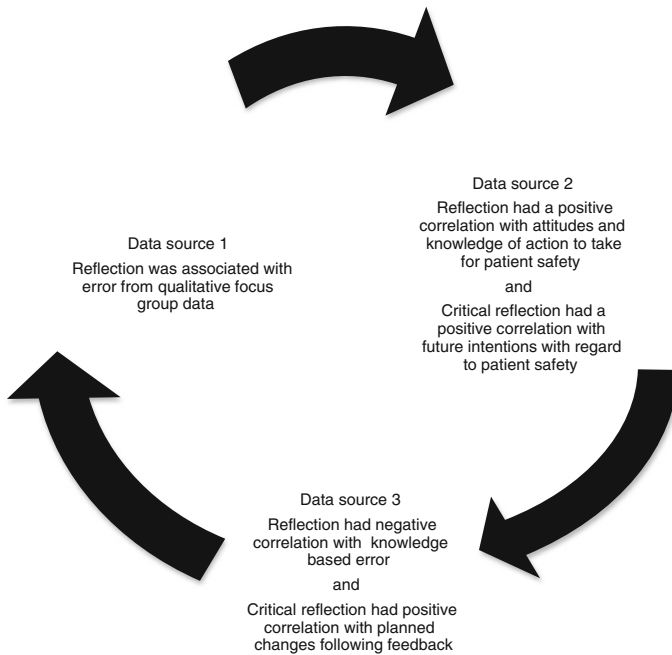 Data source 1
Reflection was associated with
error from qualitative focus
group data
Data source 2
Reflection had a positive
correlation with attitudes and
knowledge of action to take
for patient safety
and
Critical reflection had a
positive correlation with
future intentions with regard
to patient safety
Data source 3
Reflection had negative
correlation with knowledge
based error
and
Critical reflection had positive
correlation with planned
changes following feedback